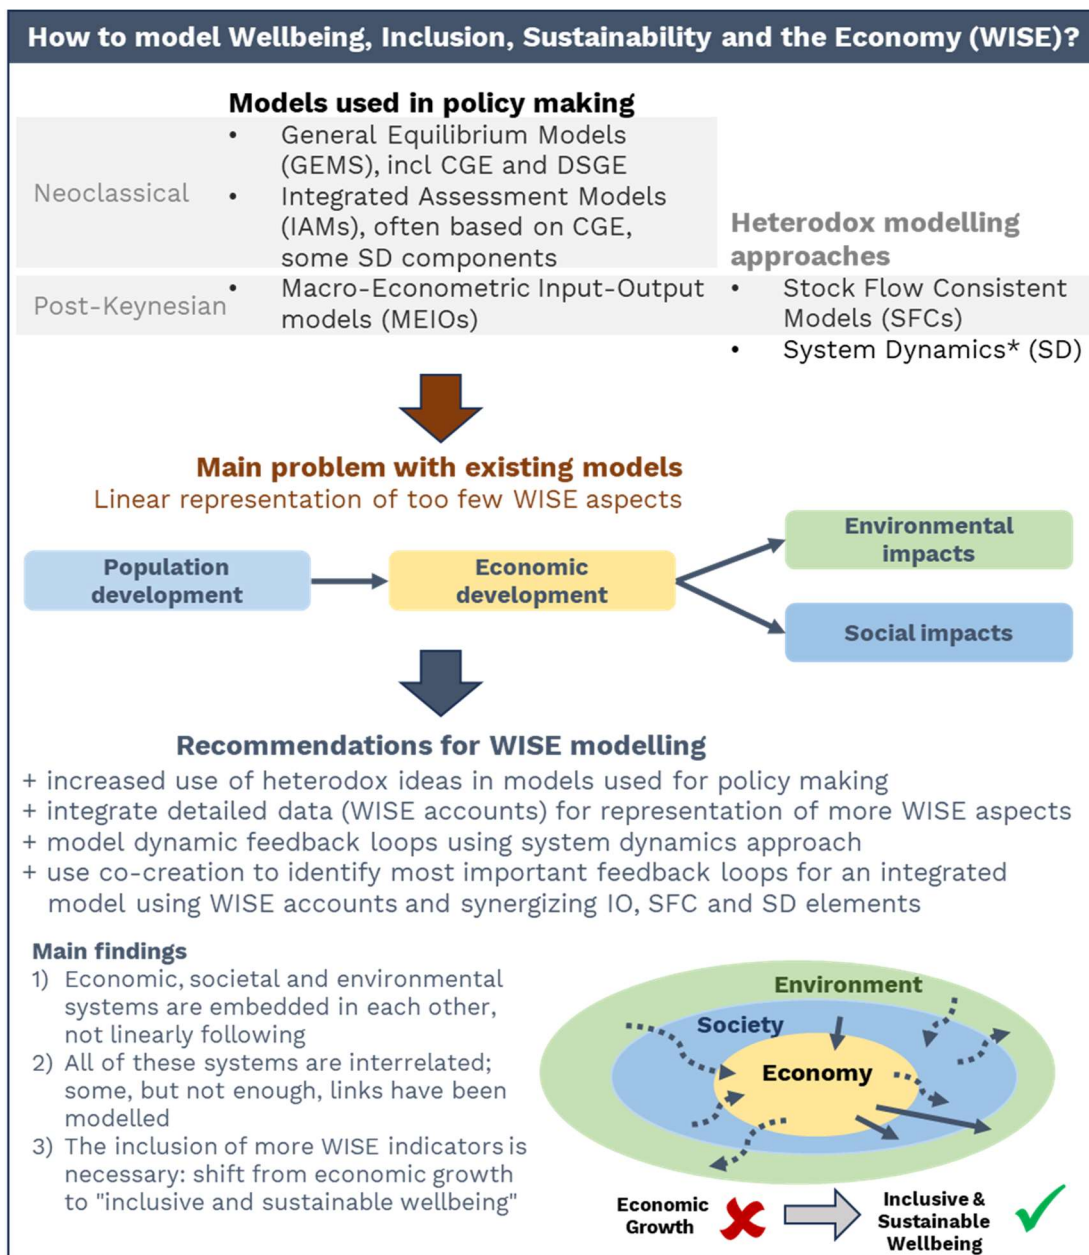 How to model Wellbeing, Inclusion, Sustainability and the Economy (WISE)?
Models used in policy making
Neoclassical
• General Equilibrium Models
(GEMS), incl CGE and DSGE
• Integrated Assessment Models
(IAMs), often based on CGE,
some SD components
Post-Keynesian
• Macro-Econometric Input-Output
models (MEIOs)
Heterodox modelling
approaches
• Stock Flow Consistent
Models (SFCs)
• System Dynamics* (SD)
Main problem with existing models
Linear representation of too few WISE aspects
Population
development
Economic
development
Environmental
impacts
Social impacts
Recommendations for WISE modelling
+ increased use of heterodox ideas in models used for policy making
+ integrate detailed data (WISE accounts) for representation of more WISE aspects
+ model dynamic feedback loops using system dynamics approach
+ use co-creation to identify most important feedback loops for an integrated
model using WISE accounts and synergizing IO, SFC and SD elements
Main findings
1) Economic, societal and environmental
systems are embedded in each other,
not linearly following
2) All of these systems are interrelated;
some, but not enough, links have been
modelled
3) The inclusion of more WISE indicators is
necessary: shift from economic growth
to "inclusive and sustainable wellbeing"
Environment
Society
Economy
Economic
Growth
Inclusive &
Sustainable
Wellbeing